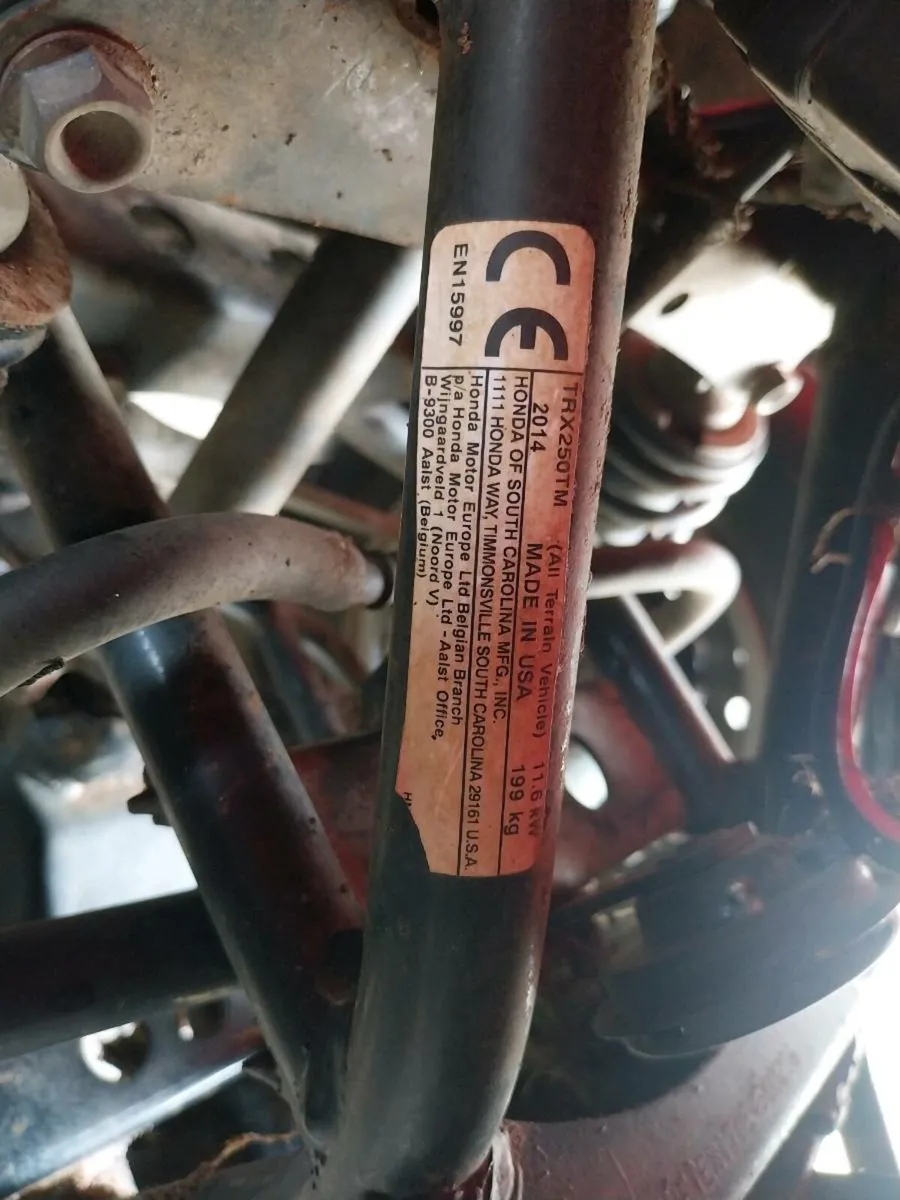 CE
EN15997
TRX250TM (All Terrain Vehicle) 11.6 kW
2014 MADE IN USA 199 kg
HONDA OF SOUTH CAROLINA MFG., INC.
1111 HONDA WAY, TIMMONSVILLE SOUTH CAROLINA 29161 U.S.A.
Honda Motor Europe Ltd Belgian Branch
p/a Honda Motor Europe Ltd - Aalst Office,
Wijngaardveld 1 (Noord V)
B-9300 Aalst (Belgium)